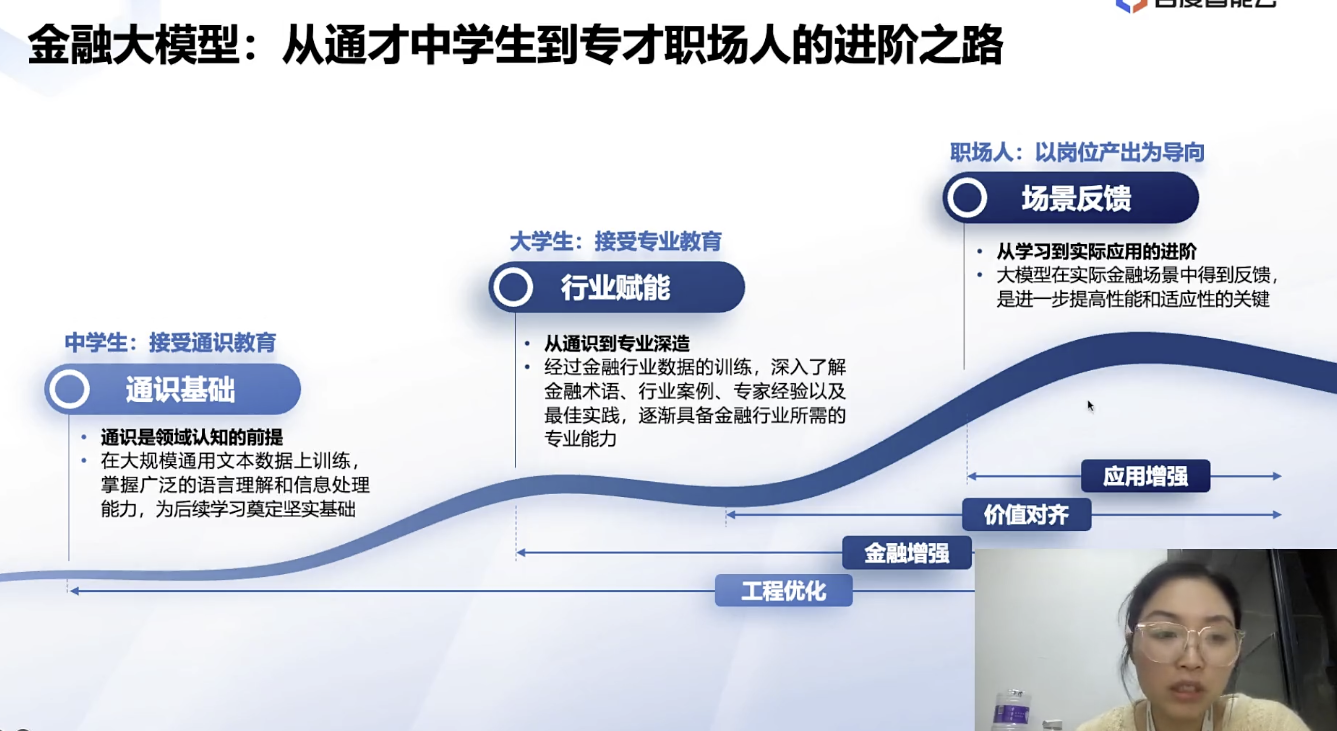 金融大模型：从通才中学生到专才职场人的进阶之路
职场人：以岗位产出为导向
场景反馈
• 从学习到实际应用的进阶
• 大模型在实际金融场景中得到反馈，
是进一步提高性能和适应性的关键
大学生：接受专业教育
行业赋能
• 从通识到专业深造
• 经过金融行业数据的训练，深入了解
金融术语、行业案例、专家经验以及
最佳实践，逐渐具备金融行业所需的
专业能力
中学生：接受通识教育
通识基础
• 通识是领域认知的前提
• 在大规模通用文本数据上训练，
掌握广泛的语言理解和信息处理
能力，为后续学习奠定坚实基础
应用增强
价值对齐
金融增强
工程优化